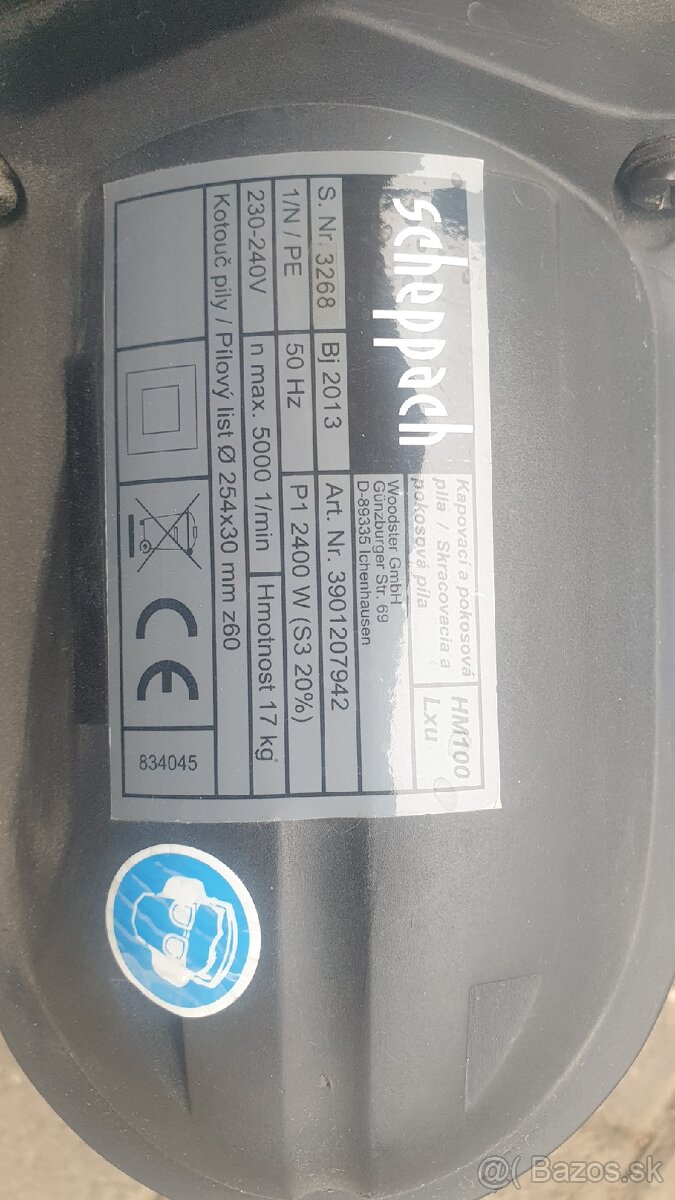 scheppach
Kapovací a pokosová
pila / Skracovacia a
pokosová píla
HM100
Lxu
Woodster GmbH
Günzburger Str. 69
D-89335 Ichenhausen
S. Nr. 3268
Bj 2013
Art. Nr. 3901207942
1/N / PE
50 Hz
P1 2400 W (S3 20%)
230-240V
n max. 5000 1/min
Hmotnost 17 kg
Kotouč pily / Pílový list Ø 254x30 mm z60
CE
834045
@( Bazos.sk